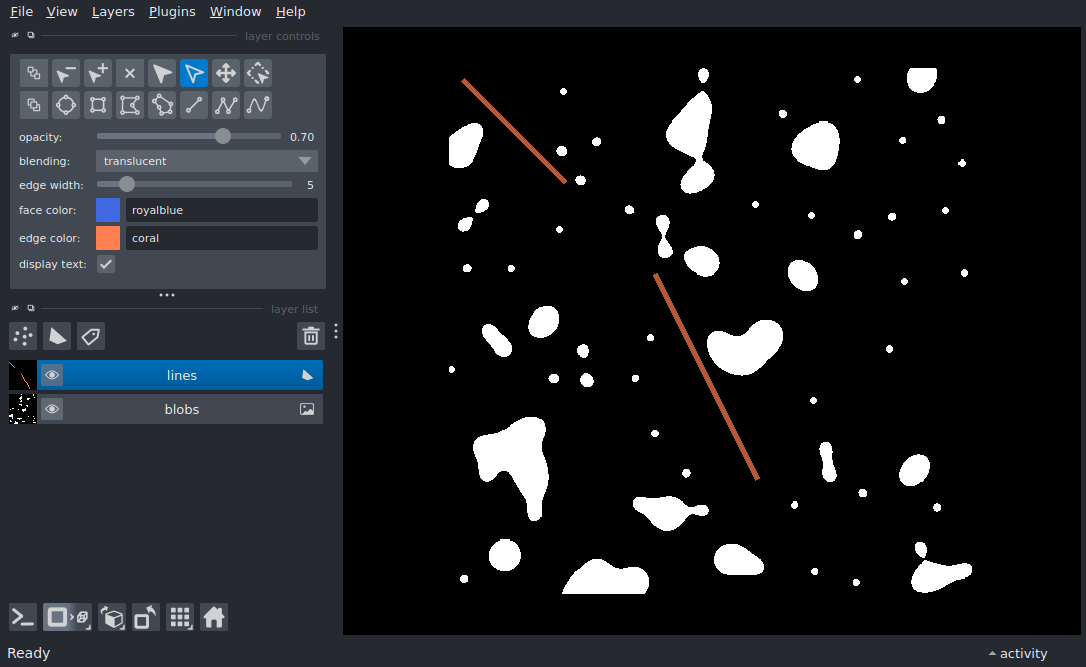 File View Layers Plugins Window Help
layer controls
opacity: 0.70
blending: translucent
edge width: 5
face color: royalblue
edge color: coral
display text:
layer list
lines
blobs
Ready
activity